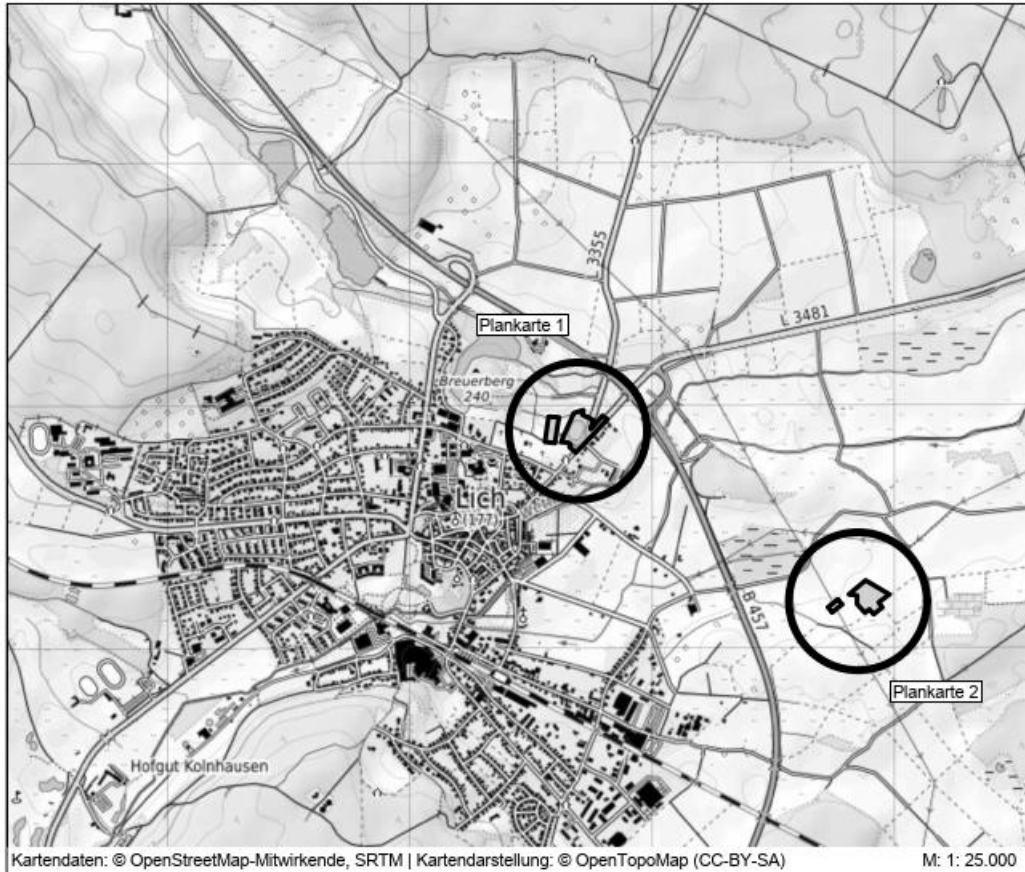 L 3355
Plankarte 1
L 3481
Breuerberg
240
Lich
B 457
Plankarte 2
Hofgut Kolnhausen
Kartendaten: © OpenStreetMap-Mitwirkende, SRTM | Kartendarstellung: © OpenTopoMap (CC-BY-SA)
M: 1: 25.000